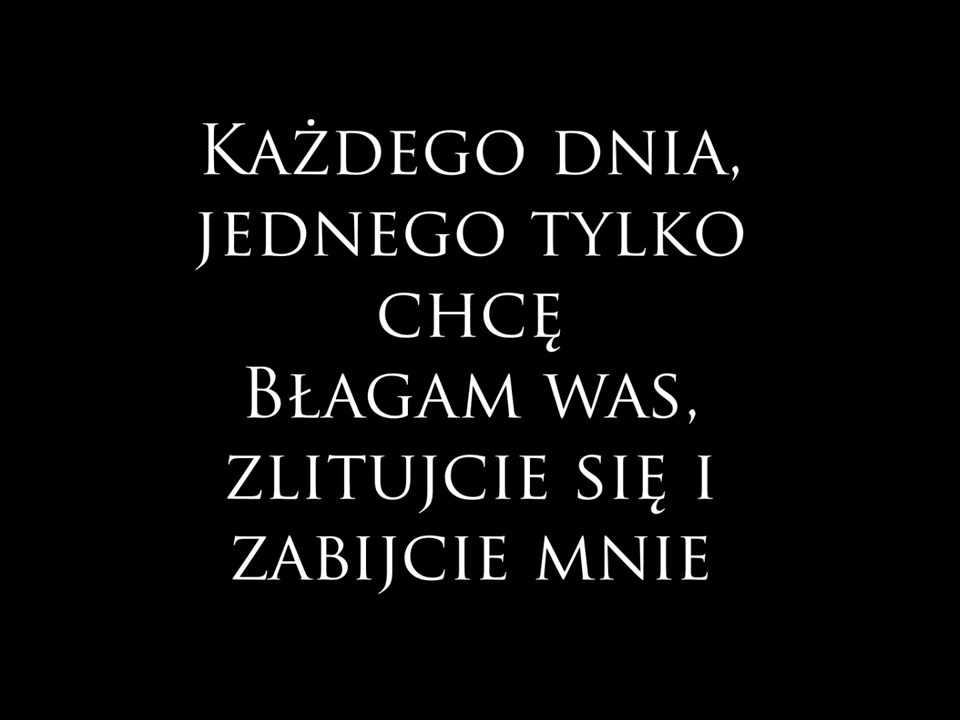 Każdego dnia,
jednego tylko
chcę
Błagam was,
zlitujcie się i
zabijcie mnie